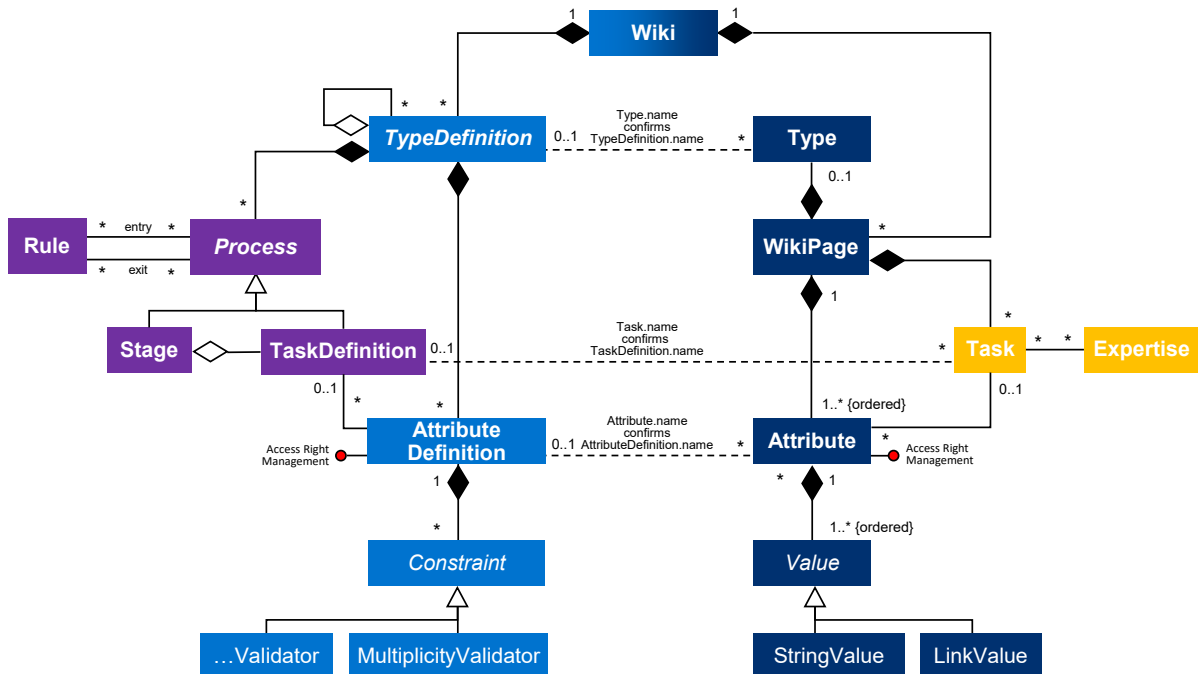 1
Wiki
1
*
*
TypeDefinition
0..1
Type.name
confirms
TypeDefinition.name
*
Type
0..1
*
Rule
*
entry
*
*
exit
*
Process
WikiPage
*
1
Stage
TaskDefinition
0..1
Task.name
confirms
TaskDefinition.name
*
*
Task
*
*
Expertise
0..1
*
*
0..1
1..* {ordered}
Access Right
Management
Attribute
Definition
0..1
Attribute.name
confirms
AttributeDefinition.name
*
Attribute
*
Access Right
Management
1
*
*
1
1..* {ordered}
Constraint
Value
...Validator
MultiplicityValidator
StringValue
LinkValue